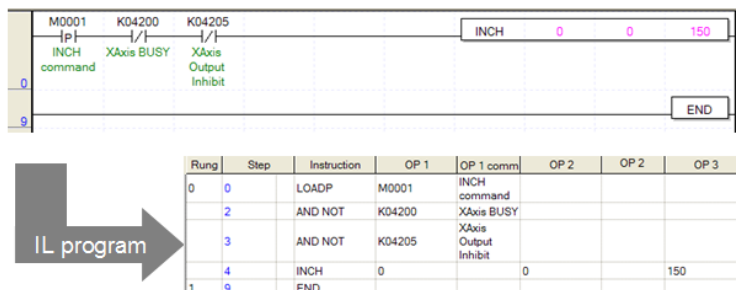 M0001 K04200 K04205
P
INCH 0 0 150
INCH command XAxis BUSY XAxis Output Inhibit
0
END
9
Rung Step Instruction OP 1 OP 1 comm OP 2 OP 2 OP 3
0 0 LOADP M0001 INCH command
2 AND NOT K04200 XAxis BUSY
3 AND NOT K04205 XAxis Output Inhibit
4 INCH 0 0 150
1 9 END
IL program